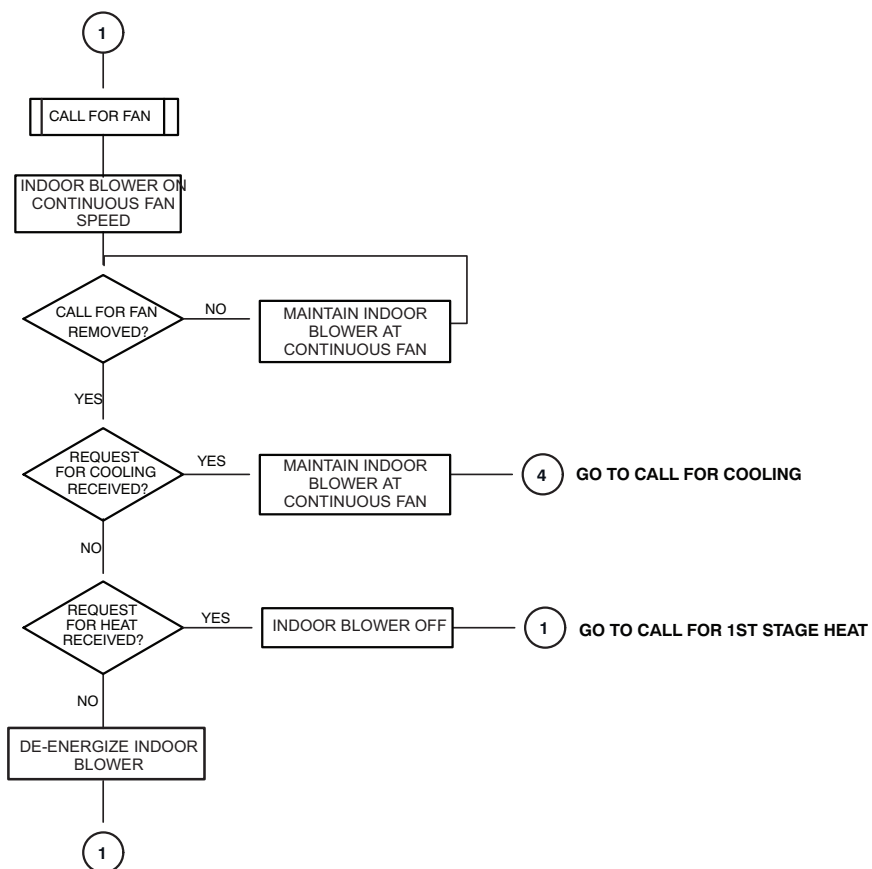 1
CALL FOR FAN
INDOOR BLOWER ON
CONTINUOUS FAN
SPEED
CALL FOR FAN
REMOVED?
NO
MAINTAIN INDOOR
BLOWER AT
CONTINUOUS FAN
YES
REQUEST
FOR COOLING
RECEIVED?
YES
MAINTAIN INDOOR
BLOWER AT
CONTINUOUS FAN
4
GO TO CALL FOR COOLING
NO
REQUEST
FOR HEAT
RECEIVED?
YES
INDOOR BLOWER OFF
1
GO TO CALL FOR 1ST STAGE HEAT
NO
DE-ENERGIZE INDOOR
BLOWER
1